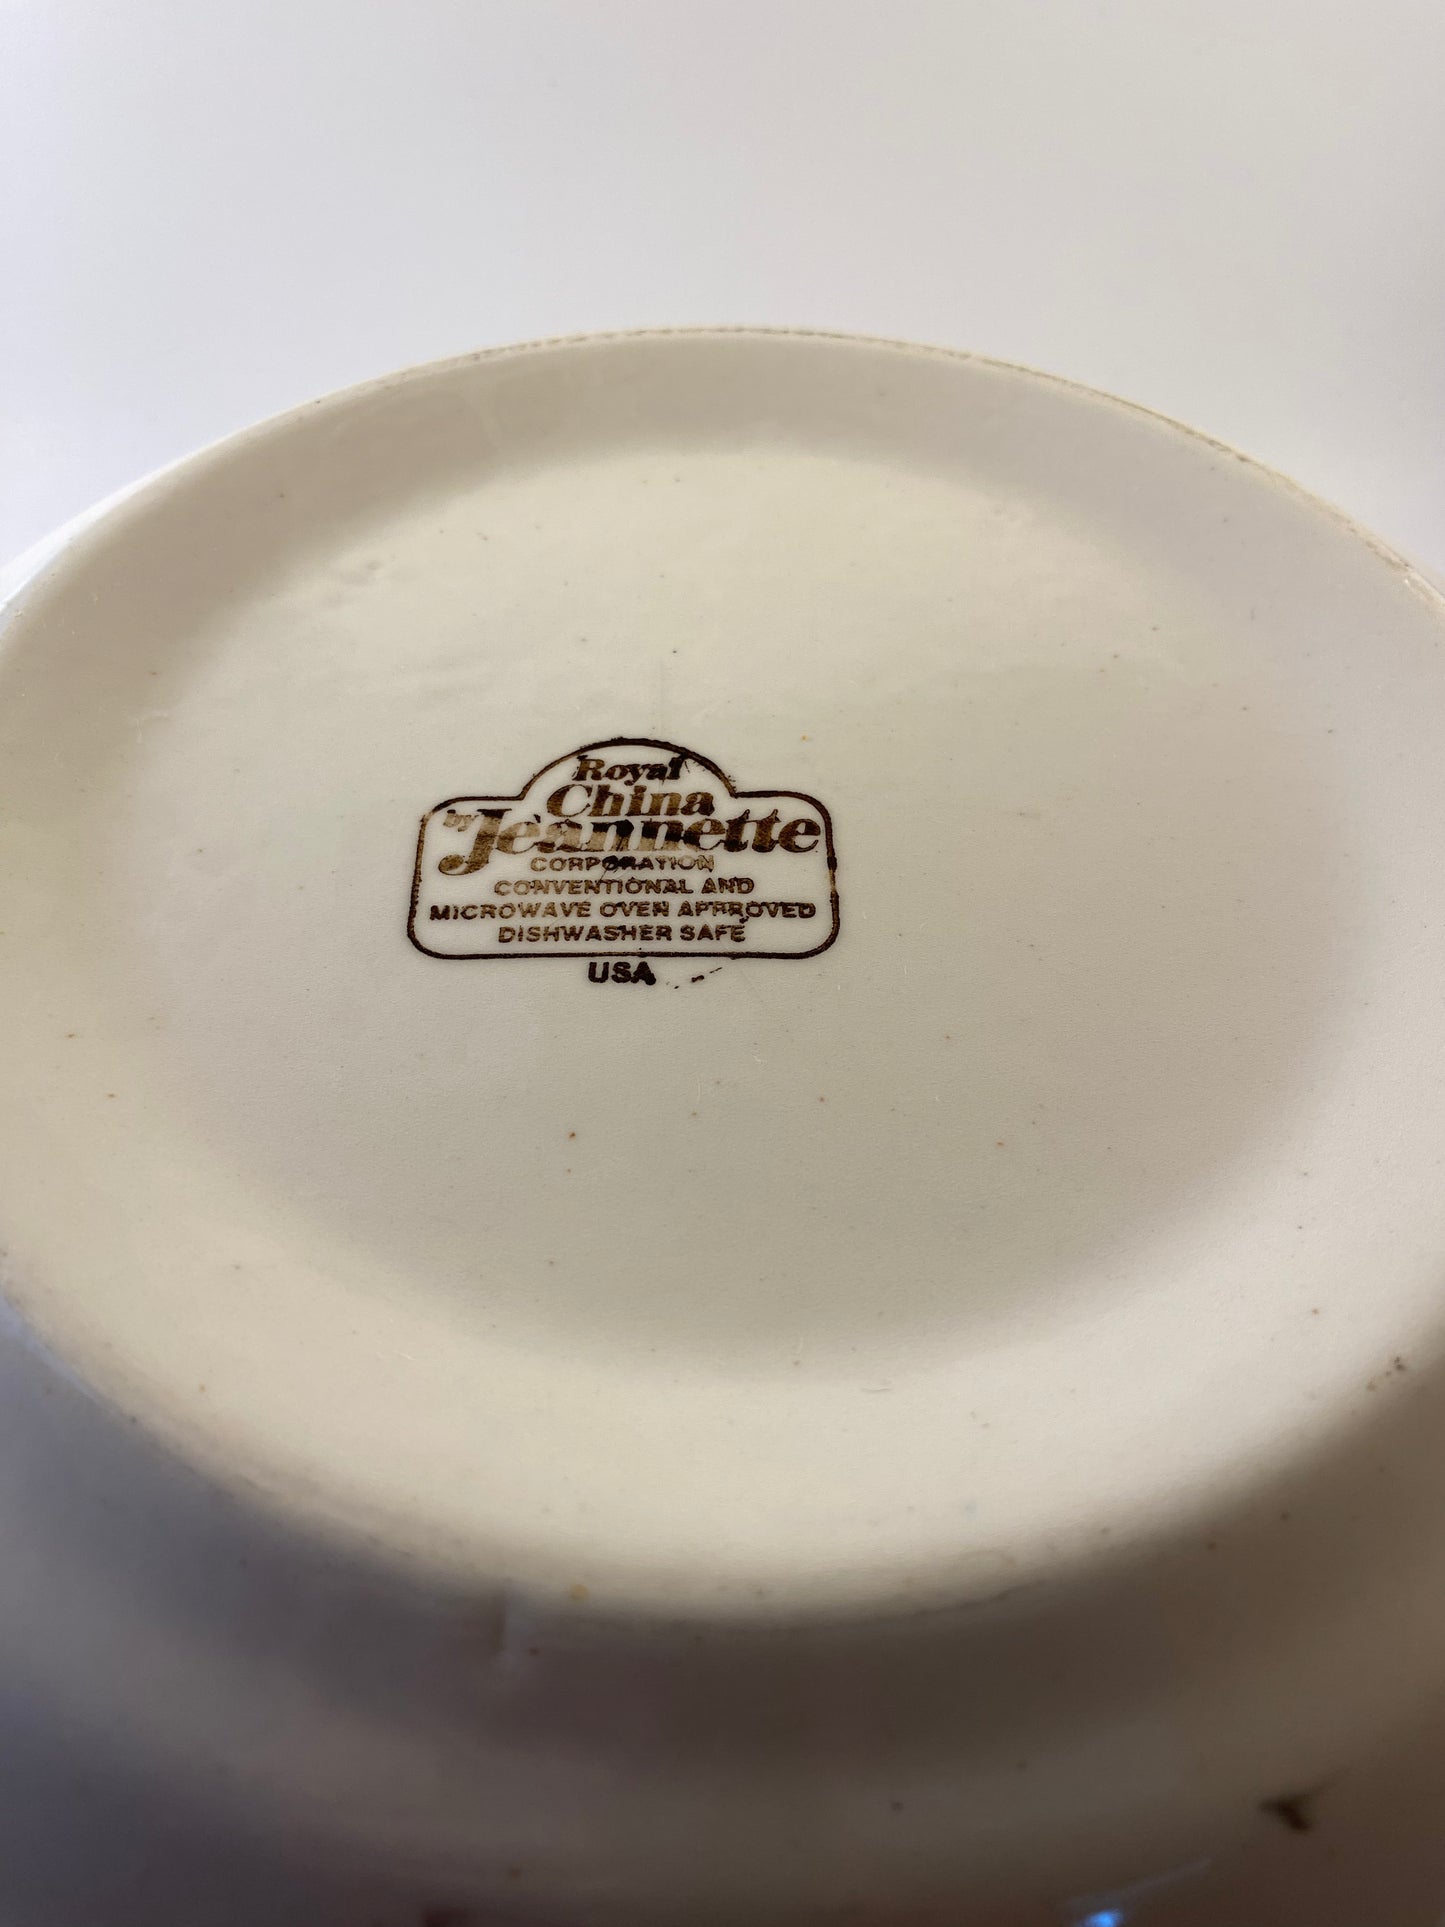 Royal
China
by Jeannette
CORPORATION
CONVENTIONAL AND
MICROWAVE OVEN APPROVED
DISHWASHER SAFE
USA